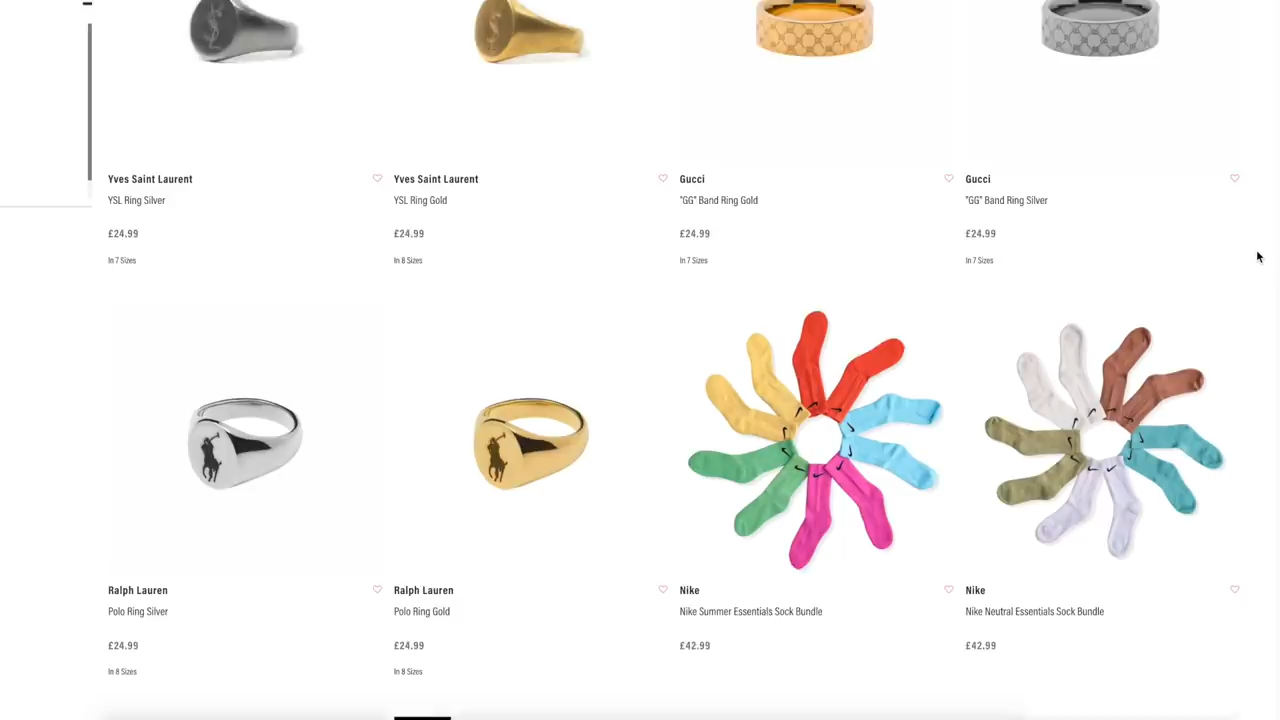 Yves Saint Laurent
YSL Ring Silver
£24.99
In 7 Sizes
Yves Saint Laurent
YSL Ring Gold
£24.99
In 8 Sizes
Gucci
"GG" Band Ring Gold
£24.99
In 7 Sizes
Gucci
"GG" Band Ring Silver
£24.99
In 7 Sizes
Ralph Lauren
Polo Ring Silver
£24.99
In 8 Sizes
Ralph Lauren
Polo Ring Gold
£24.99
In 8 Sizes
Nike
Nike Summer Essentials Sock Bundle
£42.99
Nike
Nike Neutral Essentials Sock Bundle
£42.99